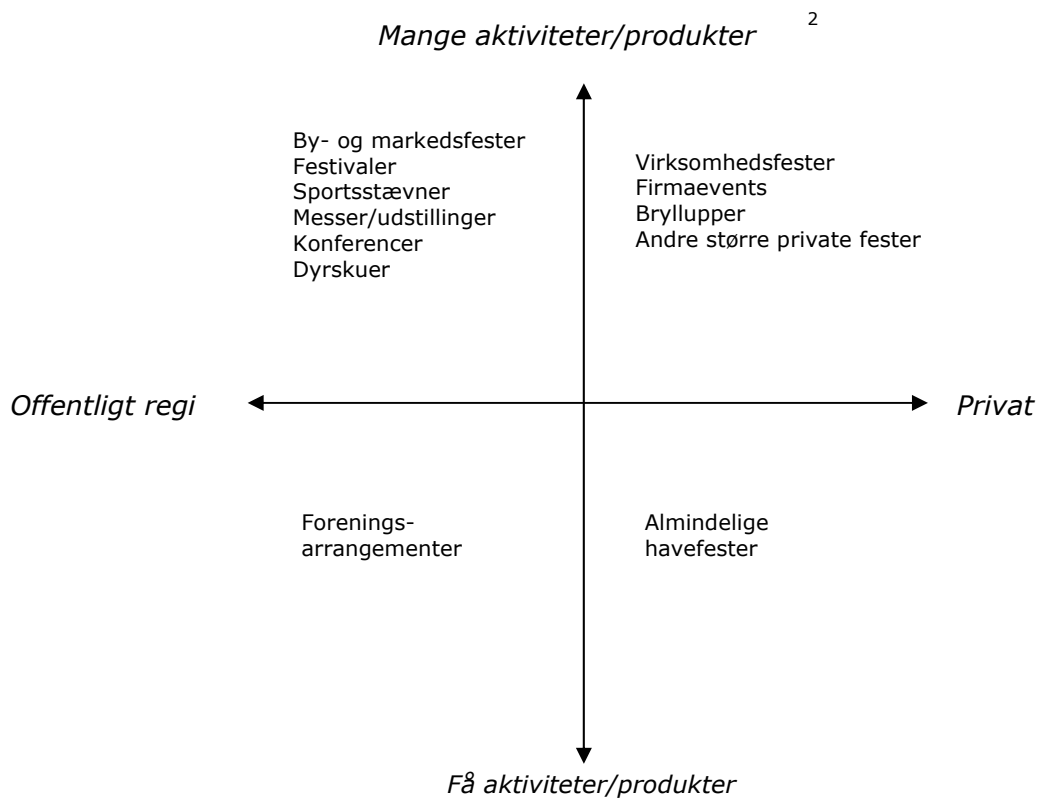 2
Mange aktiviteter/produkter
By- og markedsfester
Festivaler
Sportsstævner
Messer/udstillinger
Konferencer
Dyrskuer
Virksomhedsfester
Firmaevents
Bryllupper
Andre større private fester
Offentligt regi
Privat
Forenings-
arrangementer
Almindelige
havefester
Få aktiviteter/produkter